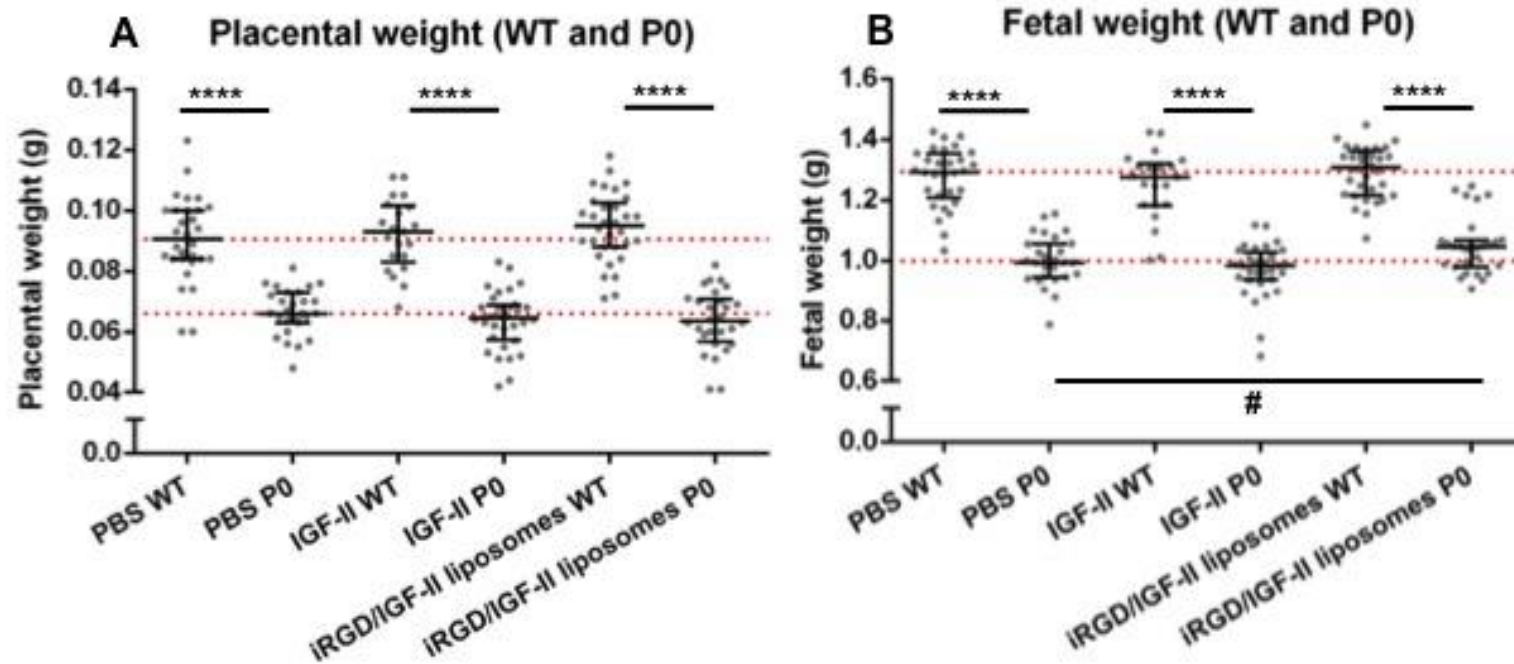 A Placental weight (WT and P0)
Placental weight (g)
0.14
0.12
0.10
0.08
0.06
0.04
0.0
****
****
****
PBS WT
PBS P0
IGF-II WT
IGF-II P0
iRGD/IGF-II liposomes WT
iRGD/IGF-II liposomes P0
B Fetal weight (WT and P0)
Fetal weight (g)
1.6
1.4
1.2
1.0
0.8
0.6
0.0
****
****
****
#
PBS WT
PBS P0
IGF-II WT
IGF-II P0
iRGD/IGF-II liposomes WT
iRGD/IGF-II liposomes P0